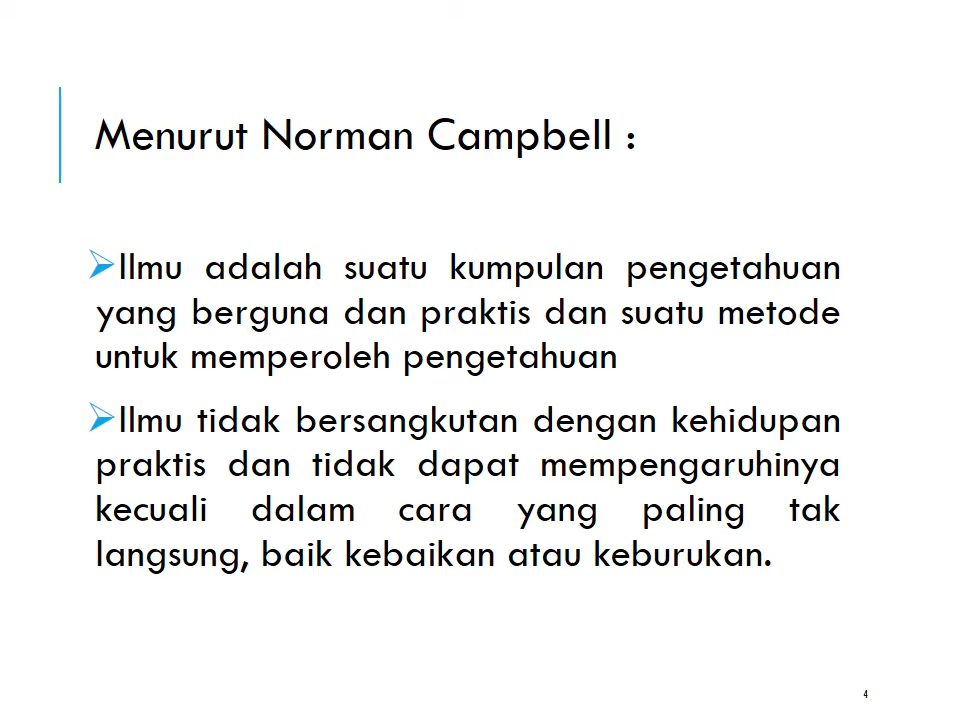 Menurut Norman Campbell :
Ilmu adalah suatu kumpulan pengetahuan
yang berguna dan praktis dan suatu metode
untuk memperoleh pengetahuan
Ilmu tidak bersangkutan dengan kehidupan
praktis dan tidak dapat mempengaruhinya
kecuali dalam cara yang paling tak
langsung, baik kebaikan atau keburukan.
4